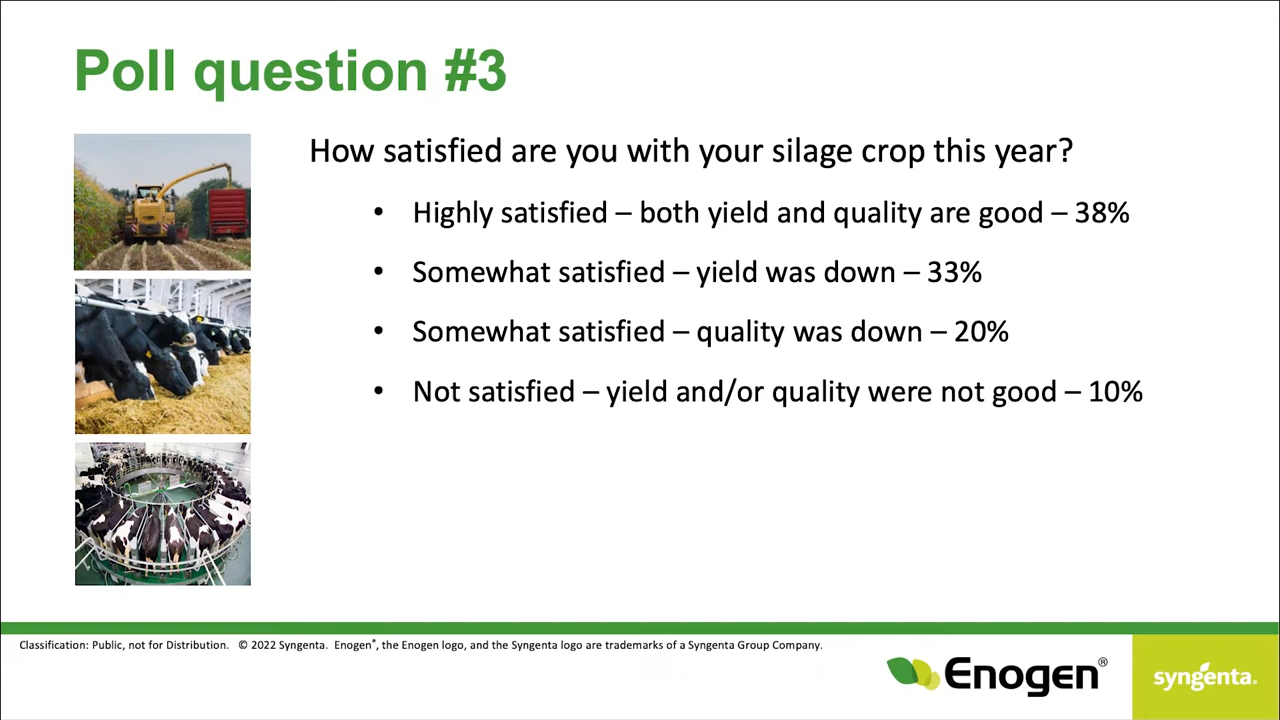 Poll question #3
How satisfied are you with your silage crop this year?
• Highly satisfied – both yield and quality are good – 38%
• Somewhat satisfied – yield was down – 33%
• Somewhat satisfied – quality was down – 20%
• Not satisfied – yield and/or quality were not good – 10%
Classification: Public, not for Distribution. © 2022 Syngenta. Enogen®, the Enogen logo, and the Syngenta logo are trademarks of a Syngenta Group Company.
Enogen®
syngenta.